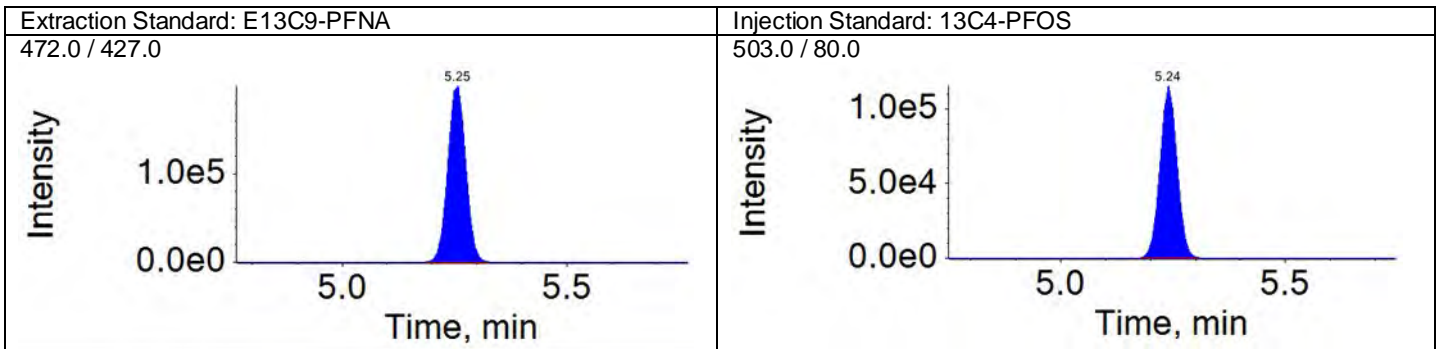 Extraction Standard: E13C9-PFNA
472.0 / 427.0
5.25
Intensity
1.0e5
0.0e0
5.0 5.5
Time, min
Injection Standard: 13C4-PFOS
503.0 / 80.0
5.24
Intensity
1.0e5
5.0e4
0.0e0
5.0 5.5
Time, min